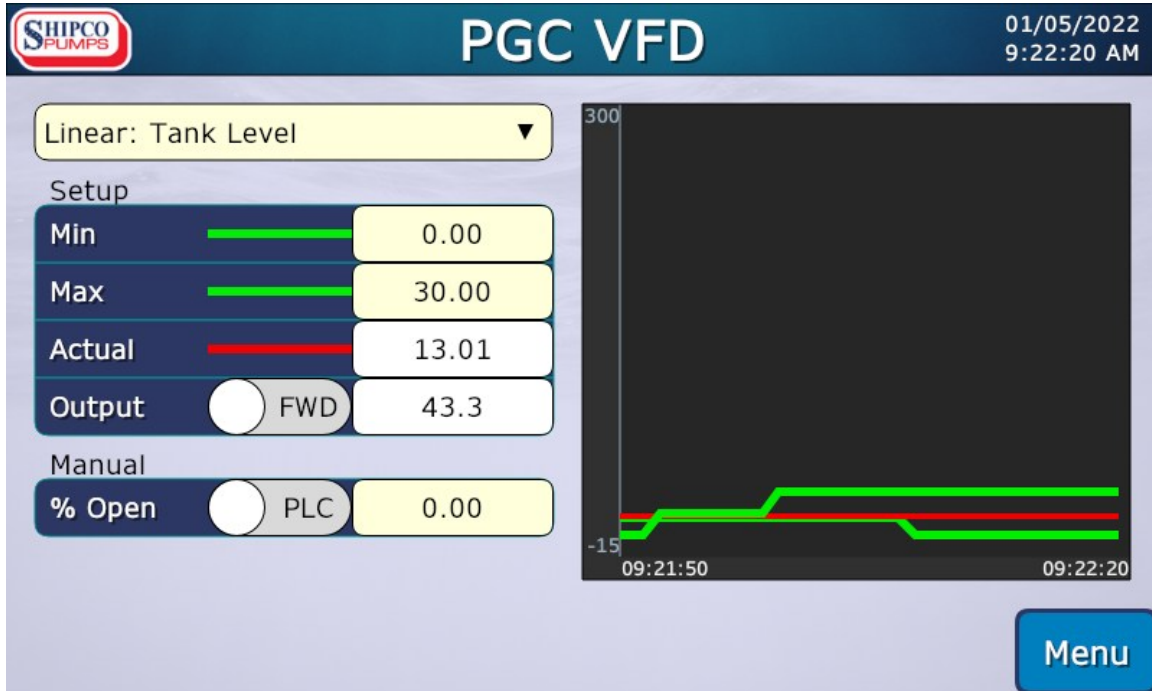 SHIPCO
PUMPS
PGC VFD
01/05/2022
9:22:20 AM
Linear: Tank Level ▼
Setup
Min 0.00
Max 30.00
Actual 13.01
Output FWD 43.3
Manual
% Open PLC 0.00
300
-15
09:21:50 09:22:20
Menu